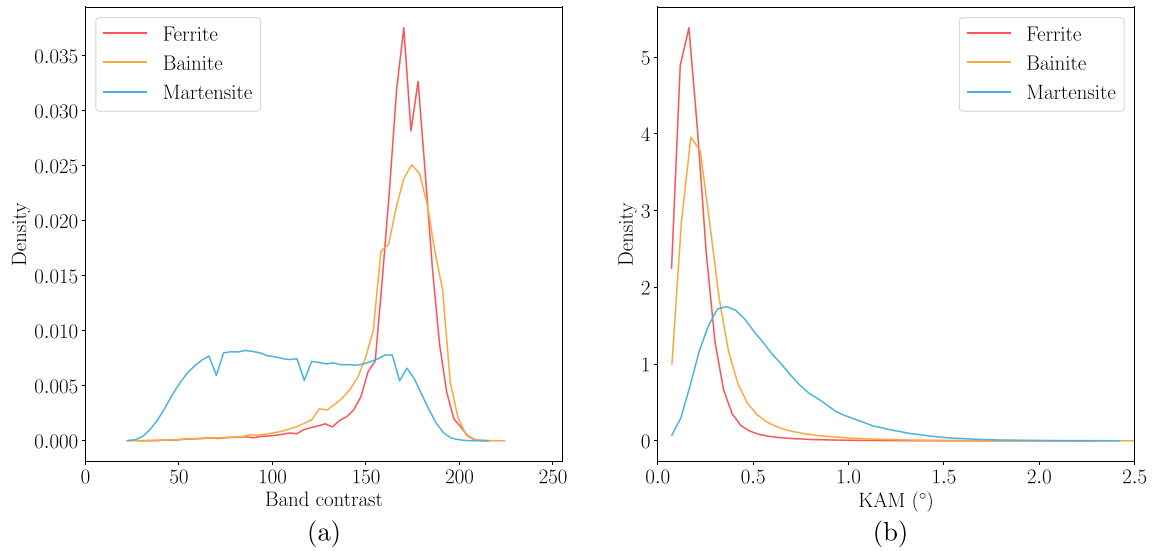 Ferrite
Bainite
Martensite
Density
0.035
0.030
0.025
0.020
0.015
0.010
0.005
0.000
0
50
100
150
200
250
Band contrast
(a)
Ferrite
Bainite
Martensite
Density
5
4
3
2
1
0
0.0
0.5
1.0
1.5
2.0
2.5
KAM (°)
(b)